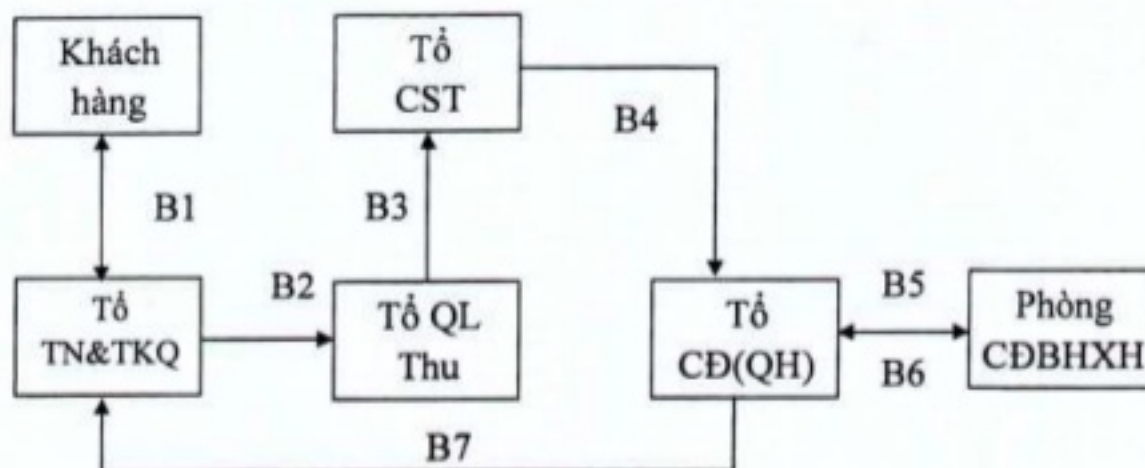 Khách
hàng
Tổ
CST
B4
B1
B3
B2
Tổ
TN&TKQ
Tổ QL
Thu
Tổ
CĐ(QH)
B5
B6
Phòng
CĐBHXH
B7